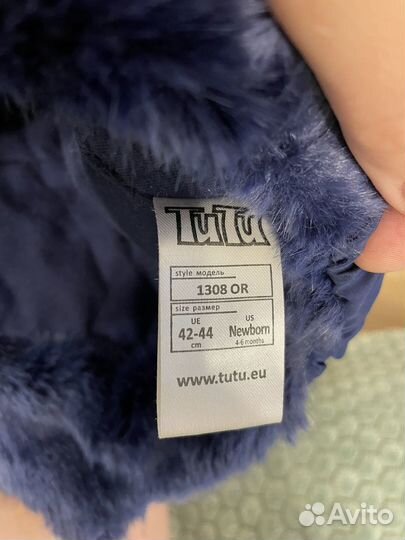 TuTu
style модель
1308 OR
size размер
UE US
42-44 Newborn
cm 4-6 months
www.tutu.eu
Avito